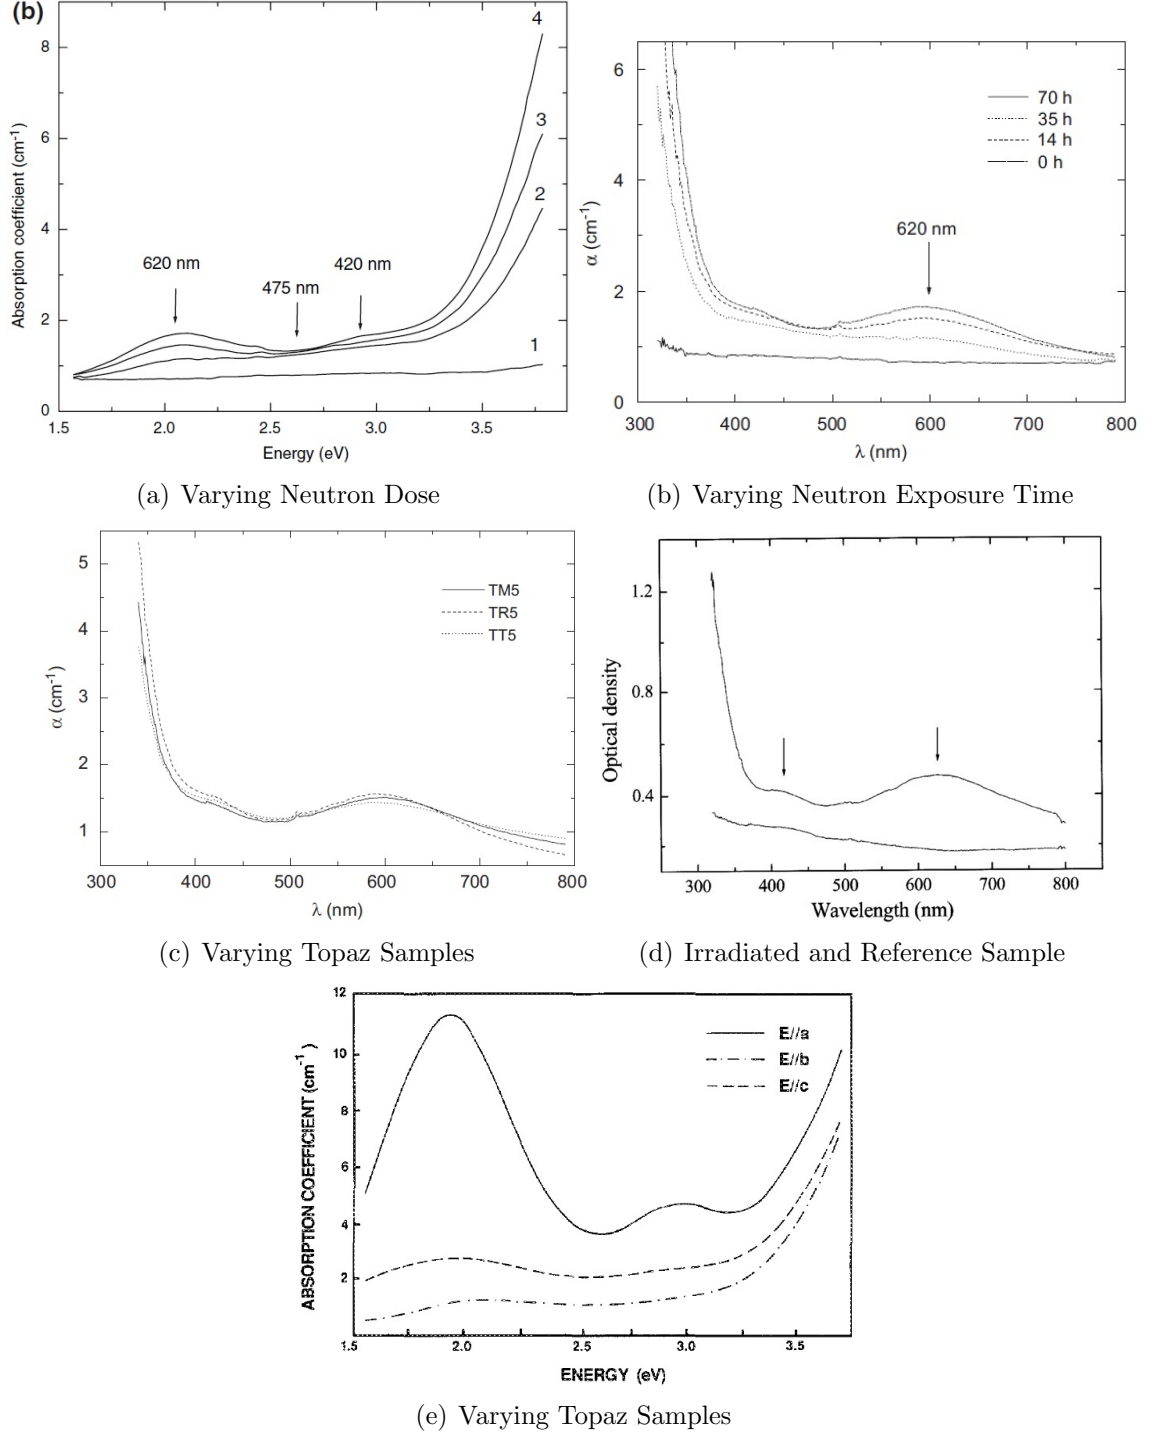 (b)
Absorption coefficient (cm-1)
8
6
4
2
0
4
3
2
1
620 nm
475 nm
420 nm
1.5 2.0 2.5 3.0 3.5
Energy (eV)
(a) Varying Neutron Dose
α (cm-1)
6
4
2
0
70 h
35 h
14 h
0 h
620 nm
300 400 500 600 700 800
λ (nm)
(b) Varying Neutron Exposure Time
α (cm-1)
5
4
3
2
1
TM5
TR5
TT5
300 400 500 600 700 800
λ (nm)
(c) Varying Topaz Samples
Optical density
1.2
0.8
0.4
300 400 500 600 700 800
Wavelength (nm)
(d) Irradiated and Reference Sample
ABSORPTION COEFFICIENT (cm-1)
12
10
8
6
4
2
E//a
E//b
E//c
1.5 2.0 2.5 3.0 3.5
ENERGY (eV)
(e) Varying Topaz Samples